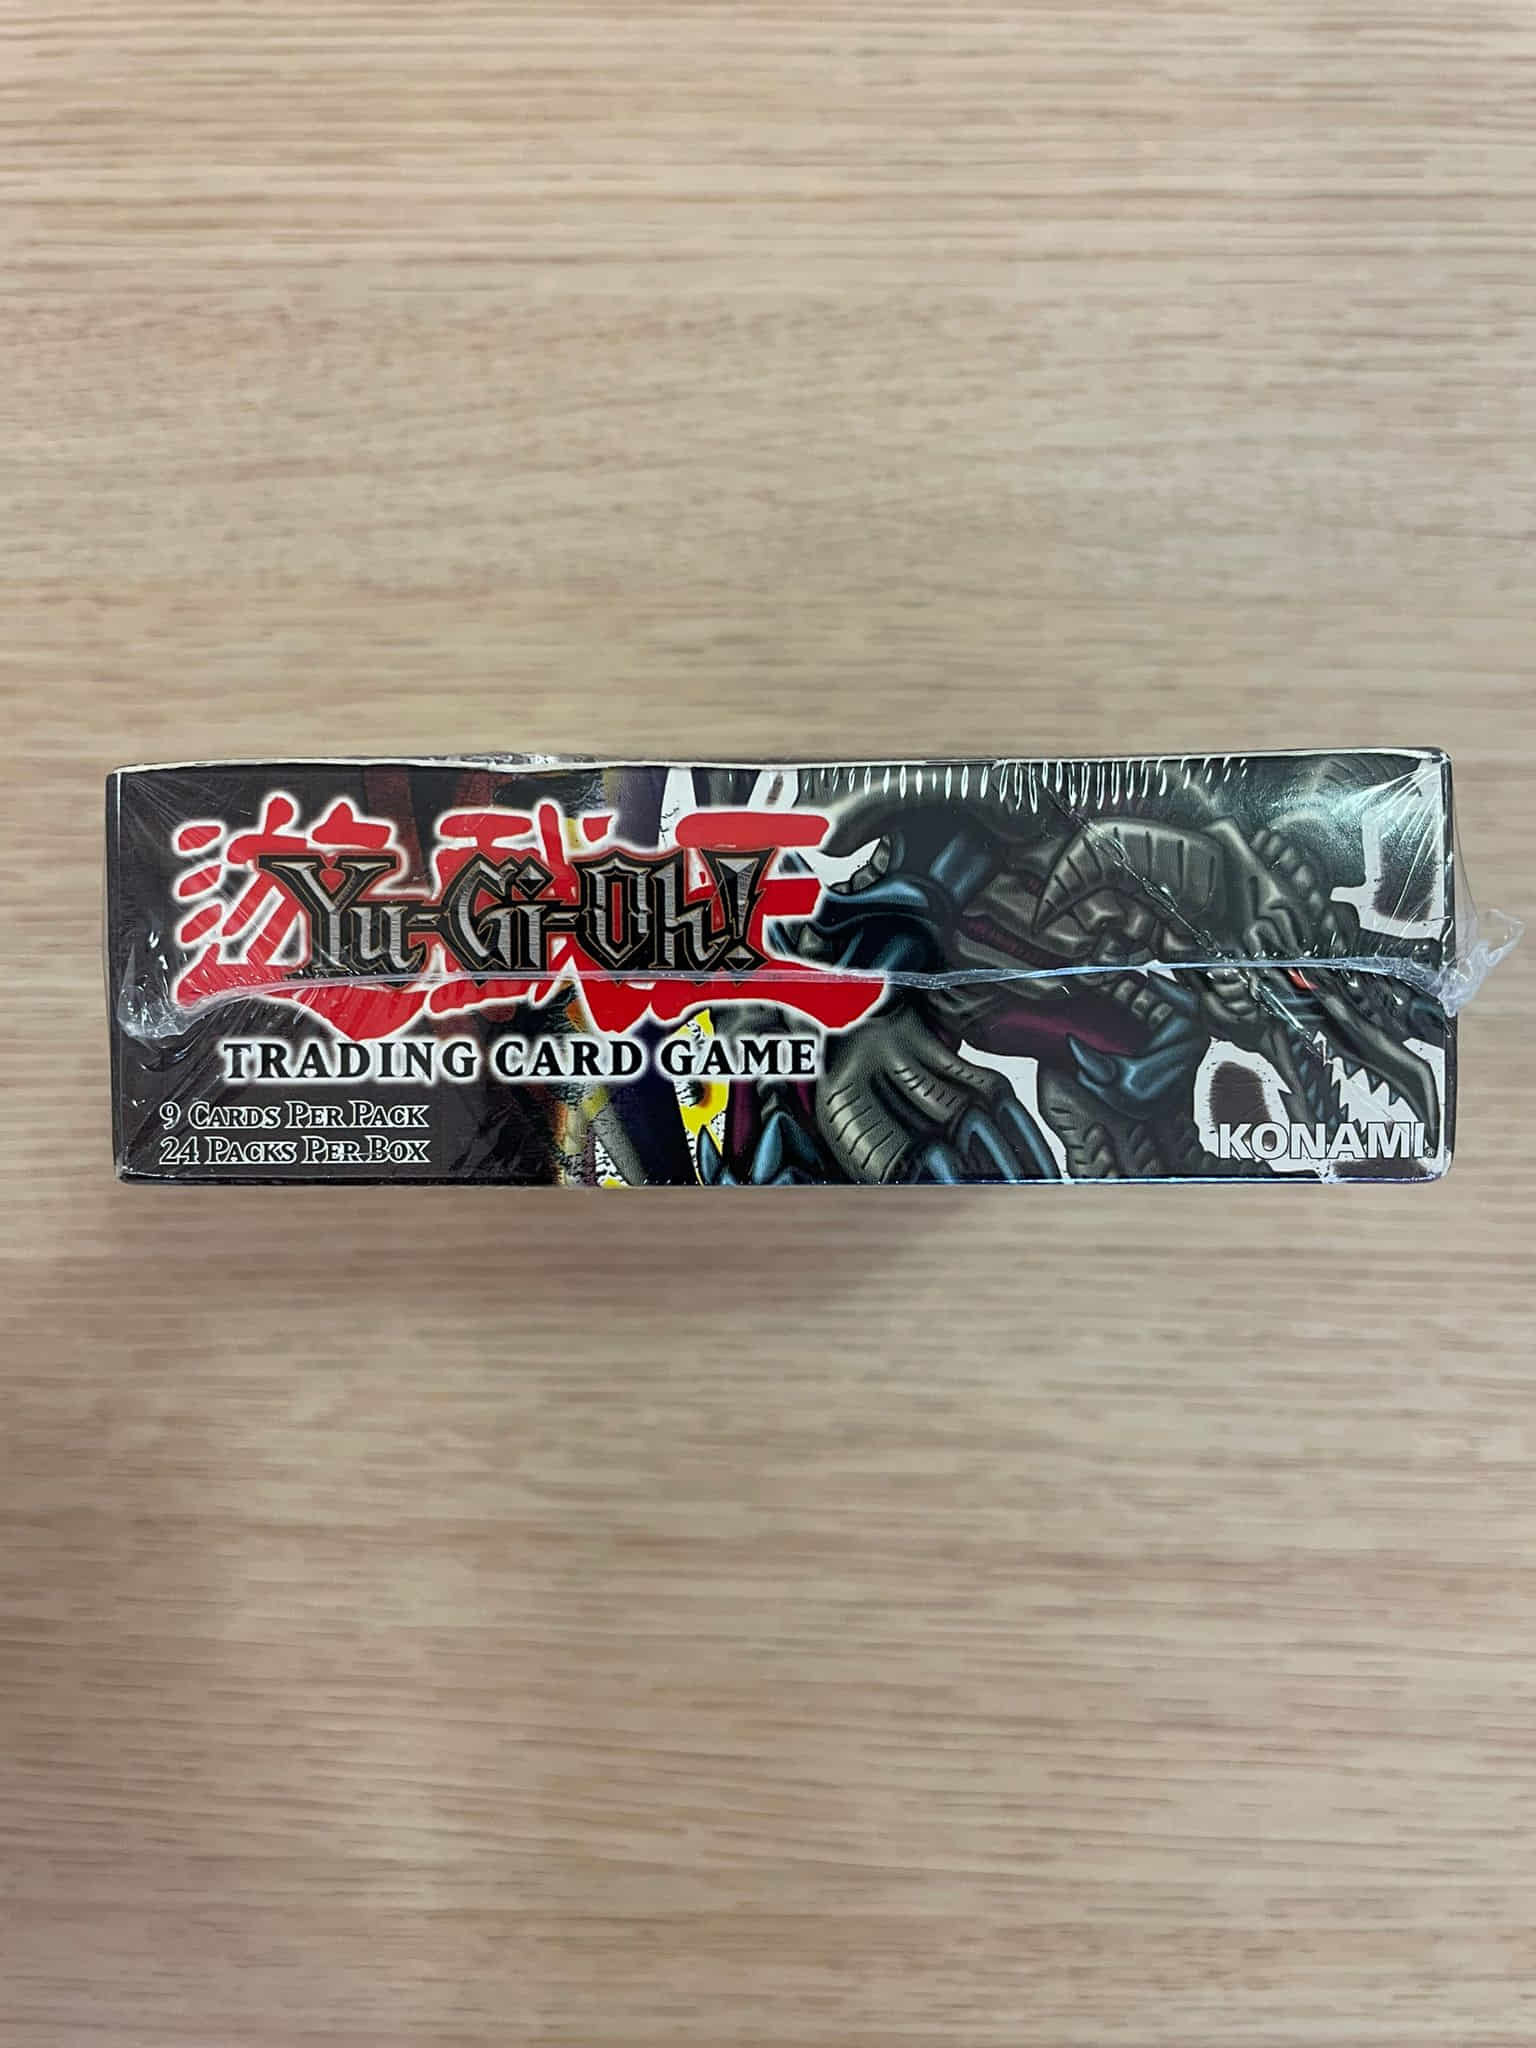 遊戯王
Yu-Gi-Oh!
TRADING CARD GAME
9 CARDS PER PACK
24 PACKS PER BOX
KONAMI®